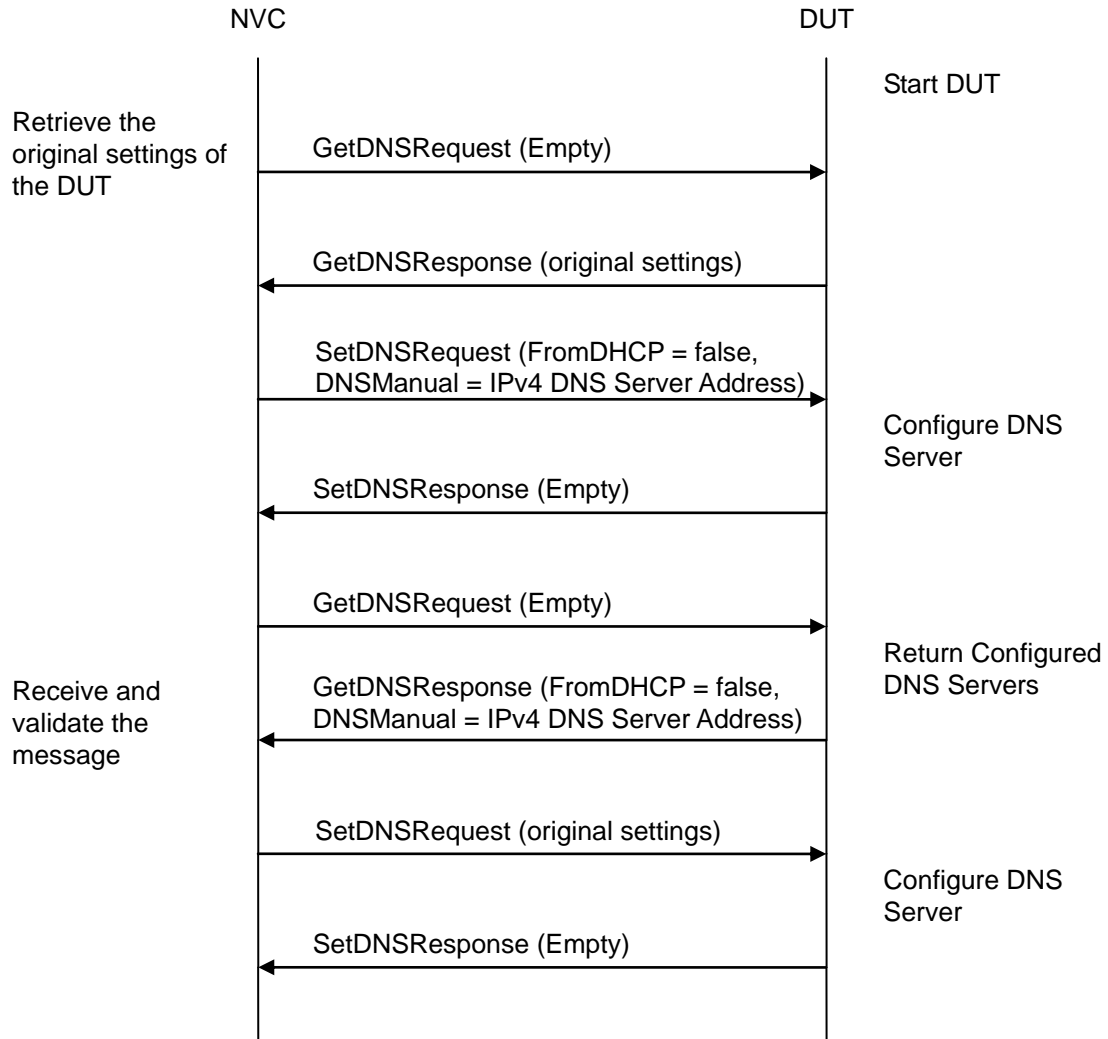 NVC
DUT
Start DUT
Retrieve the
original settings of
the DUT
GetDNSRequest (Empty)
GetDNSResponse (original settings)
SetDNSRequest (FromDHCP = false,
DNSManual = IPv4 DNS Server Address)
Configure DNS
Server
SetDNSResponse (Empty)
GetDNSRequest (Empty)
Return Configured
DNS Servers
Receive and
validate the
message
GetDNSResponse (FromDHCP = false,
DNSManual = IPv4 DNS Server Address)
SetDNSRequest (original settings)
Configure DNS
Server
SetDNSResponse (Empty)